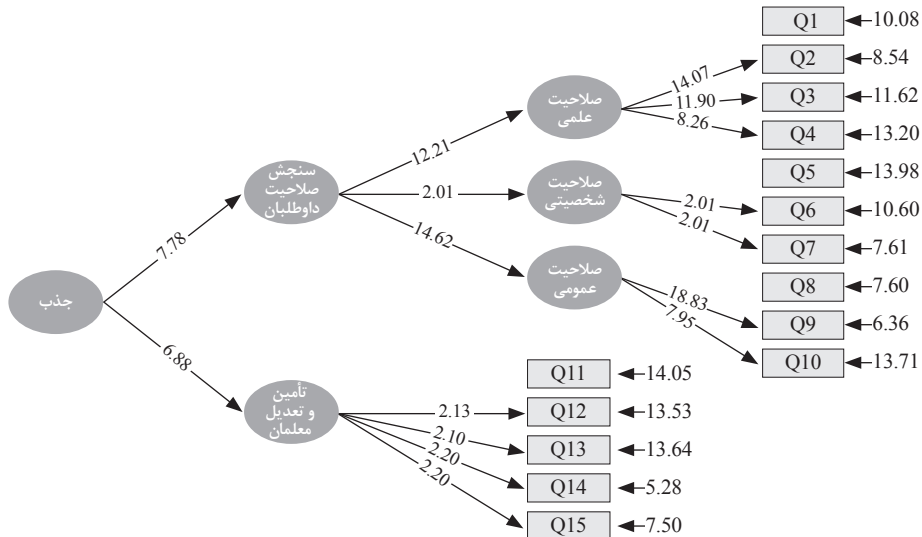 جذب
7.78
6.88
سنجش
صلاحیت
داوطلبان
12.21
2.01
14.62
صلاحیت
علمی
14.07
11.90
8.26
صلاحیت
شخصیتی
2.01
2.01
صلاحیت
عمومی
18.83
7.95
Q1 10.08
Q2 8.54
Q3 11.62
Q4 13.20
Q5 13.98
Q6 10.60
Q7 7.61
Q8 7.60
Q9 6.36
Q10 13.71
تأمین
و تعدیل
معلمان
2.13
2.10
2.20
2.20
Q11 14.05
Q12 13.53
Q13 13.64
Q14 5.28
Q15 7.50